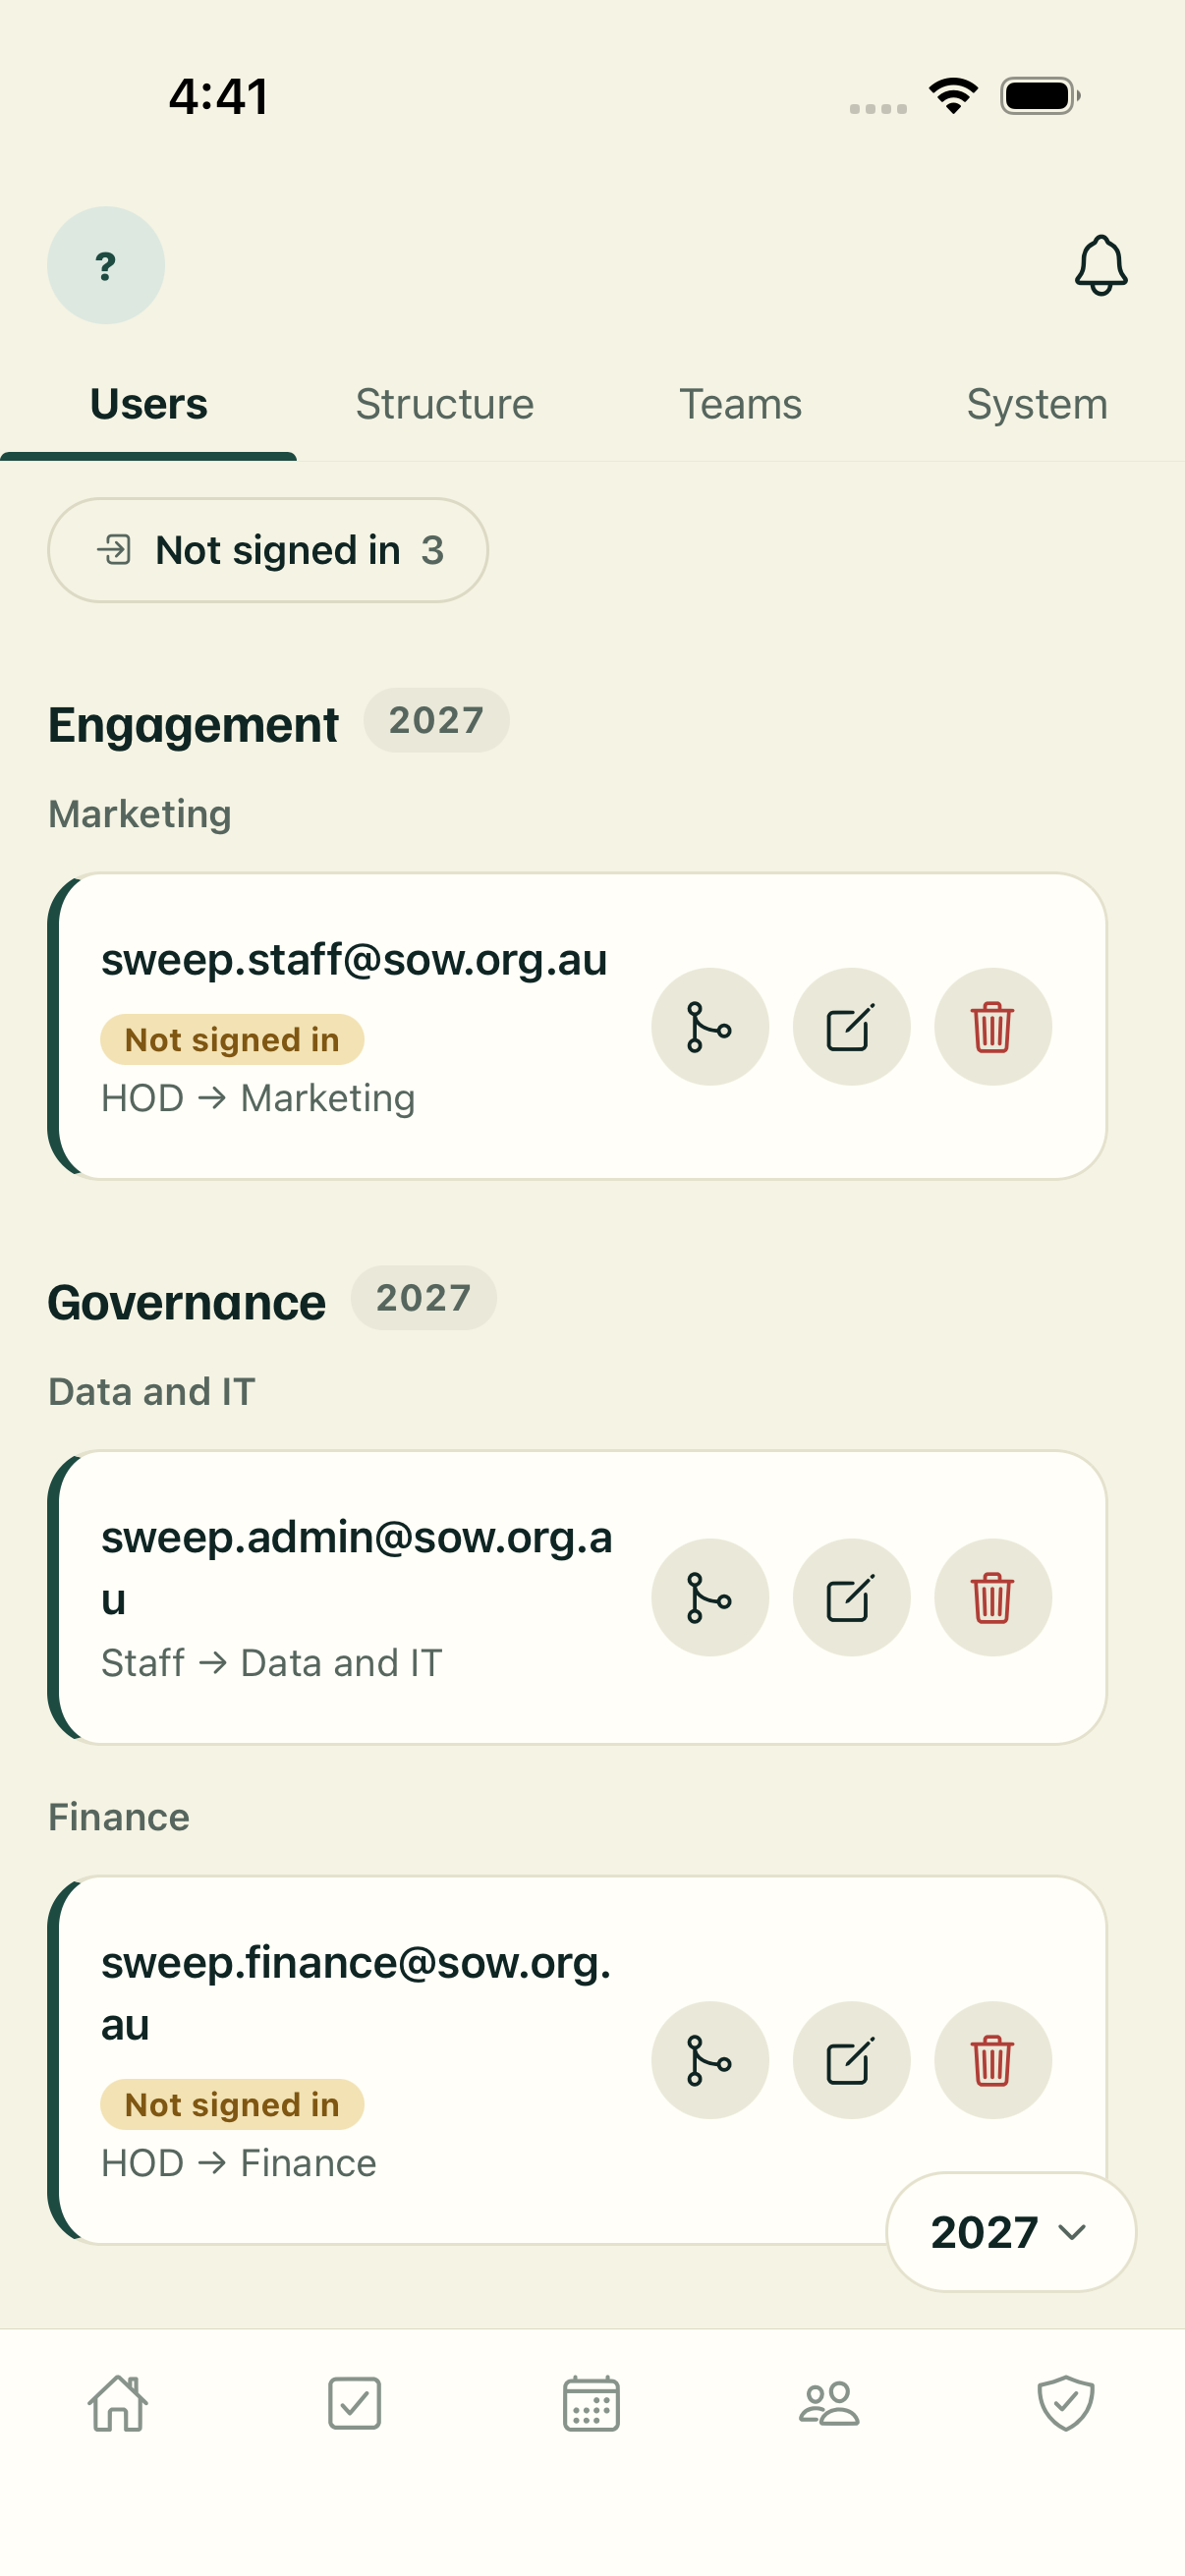 4:41
?
Users
Structure
Teams
System
Not signed in 3
Engagement 2027
Marketing
sweep.staff@sow.org.au
Not signed in
HOD → Marketing
Governance 2027
Data and IT
sweep.admin@sow.org.a
u
Staff → Data and IT
Finance
sweep.finance@sow.org.
au
Not signed in
HOD → Finance
2027